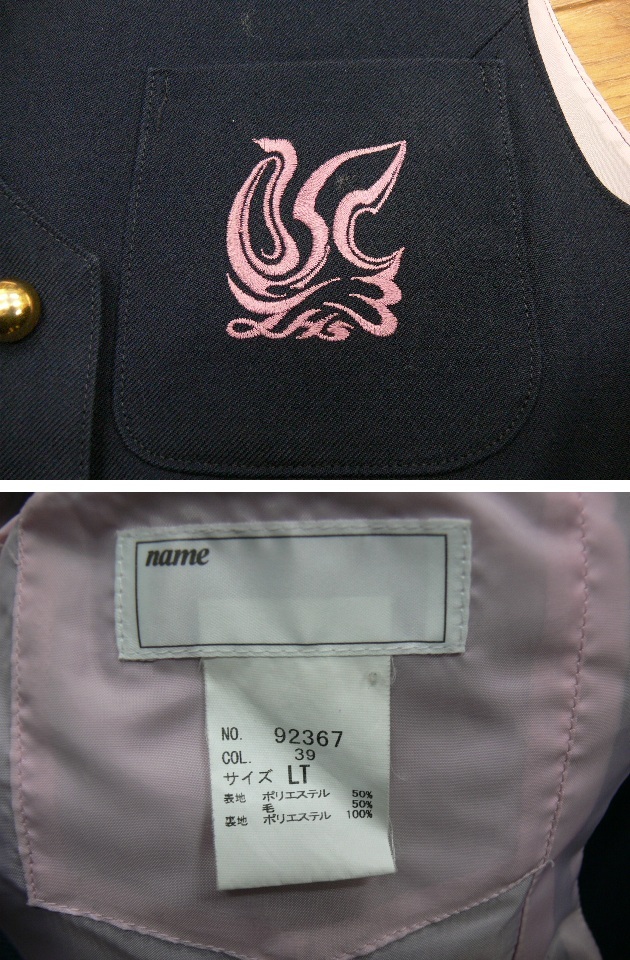 LHS
name
NO. 92367
COL. 39
サイズ LT
表地 ポリエステル 50%
毛 50%
裏地 ポリエステル 100%